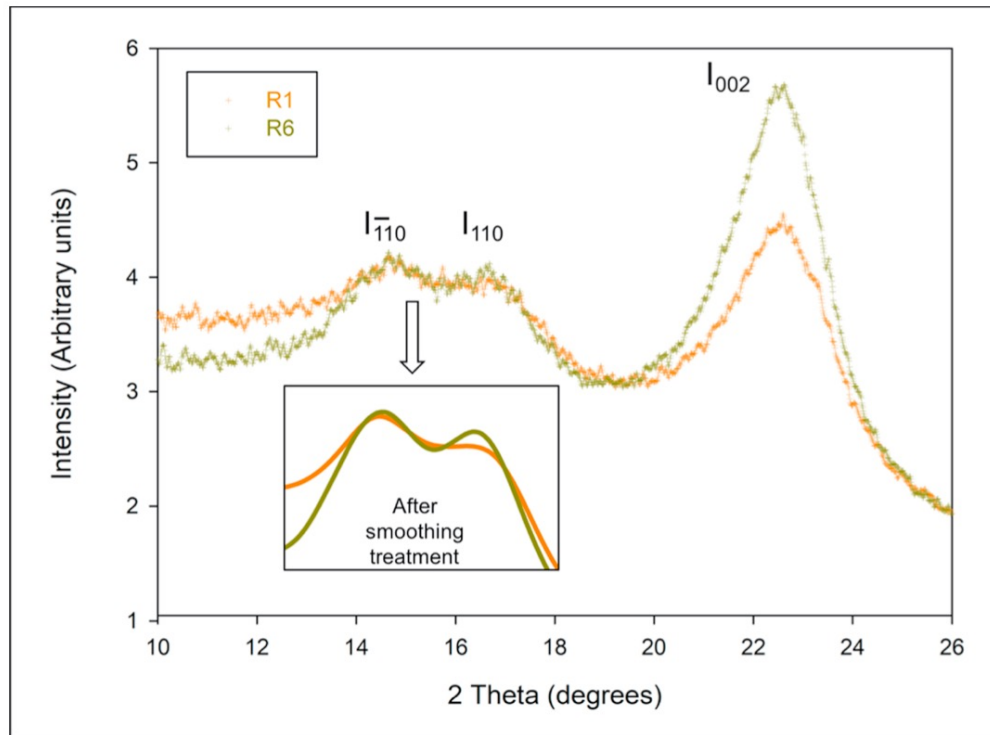 6
5
4
3
2
1
R1
R6
I₀₀₂
I₁̅₁₀
I₁₁₀
After
smoothing
treatment
Intensity (Arbitrary units)
10 12 14 16 18 20 22 24 26
2 Theta (degrees)